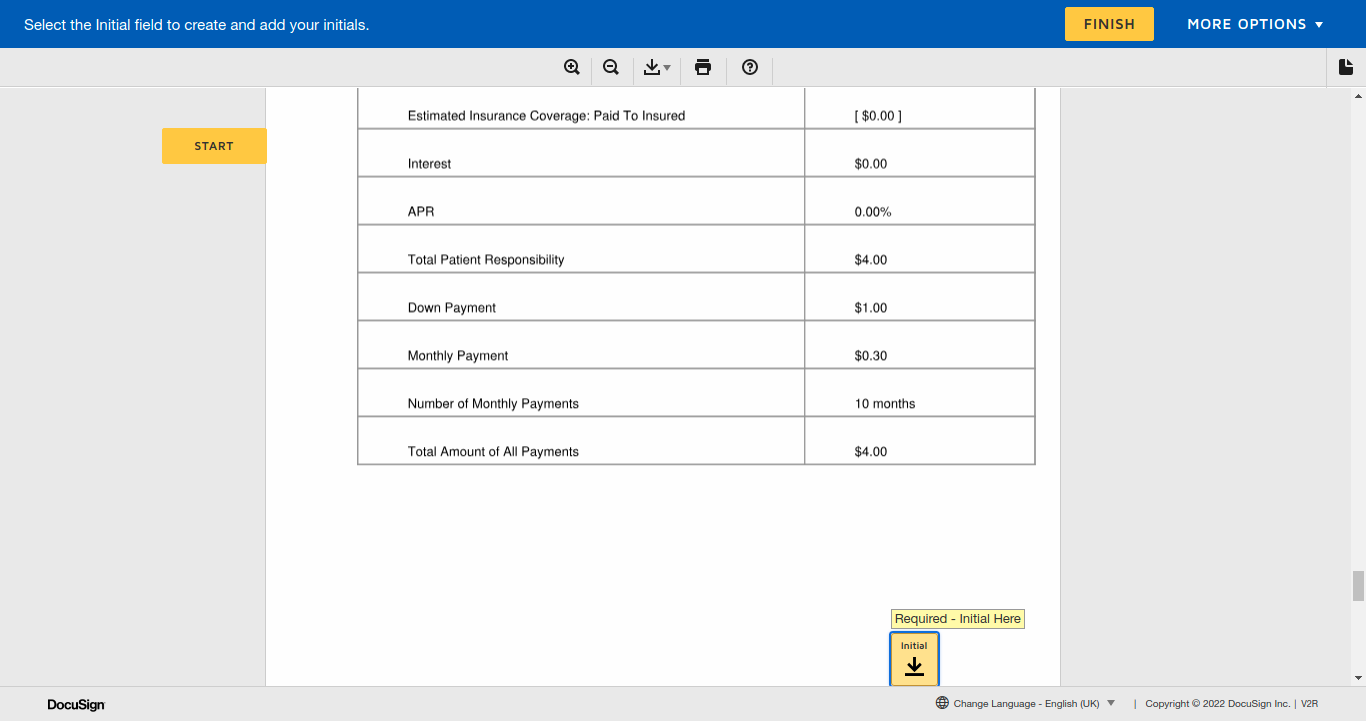 Select the Initial field to create and add your initials.
FINISH
MORE OPTIONS
START
Estimated Insurance Coverage: Paid To Insured [ $0.00 ]
Interest $0.00
APR 0.00%
Total Patient Responsibility $4.00
Down Payment $1.00
Monthly Payment $0.30
Number of Monthly Payments 10 months
Total Amount of All Payments $4.00
Required - Initial Here
Initial
DocuSign
Change Language - English (UK) | Copyright © 2022 DocuSign Inc. | V2R